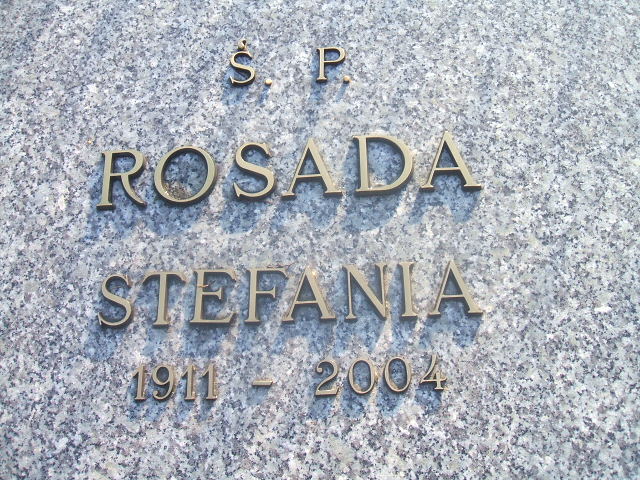 Ś. P.
ROSADA
STEFANIA
1911 - 2004